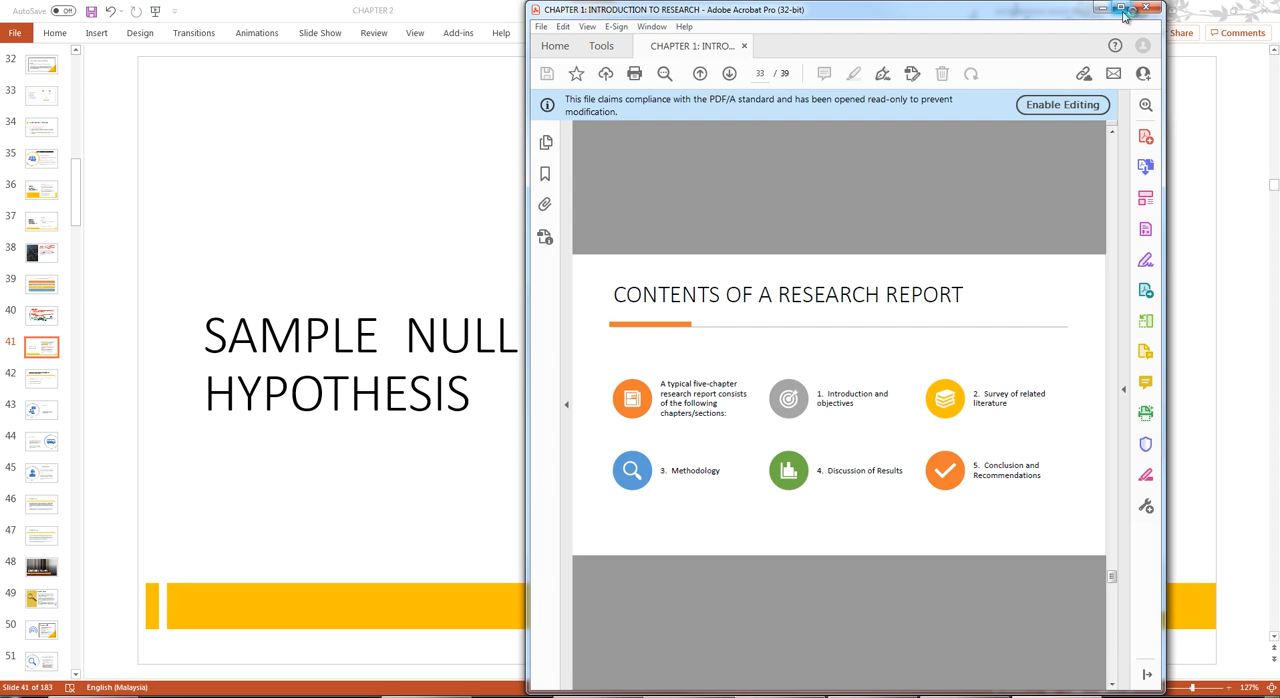 AutoSave Off
CHAPTER 2
File Home Insert Design Transitions Animations Slide Show Review View Add-ins Help Share Comments
32
33
34
35
36
37
38
39
40
41
42
43
44
45
46
47
48
49
50
51
SAMPLE NULL
HYPOTHESIS
Slide 41 of 183 English (Malaysia) 127%
CHAPTER 1: INTRODUCTION TO RESEARCH - Adobe Acrobat Pro (32-bit)
File Edit View E-Sign Window Help
Home Tools CHAPTER 1: INTRO...
33 / 39
This file claims compliance with the PDF/A standard and has been opened read-only to prevent
modification.
Enable Editing
CONTENTS OF A RESEARCH REPORT
A typical five-chapter
research report consists
of the following
chapters/sections:
1. Introduction and
objectives
2. Survey of related
literature
3. Methodology
4. Discussion of Results
5. Conclusion and
Recommendations